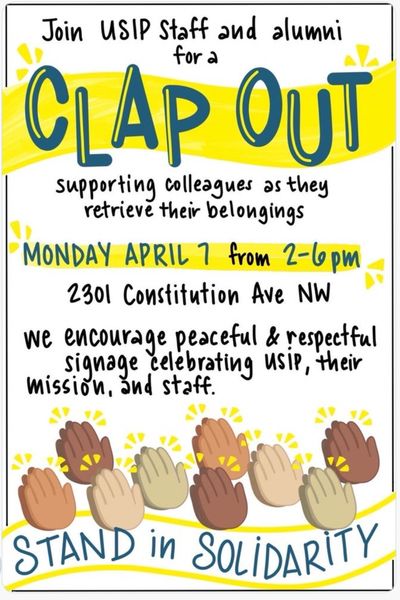 Join USIP Staff and alumni
for a
CLAP OUT
supporting colleagues as they
retrieve their belongings
MONDAY APRIL 7 from 2-6pm
2301 Constitution Ave NW
we encourage peaceful & respectful
signage celebrating USIP, their
mission, and staff.
STAND in SOLIDARITY